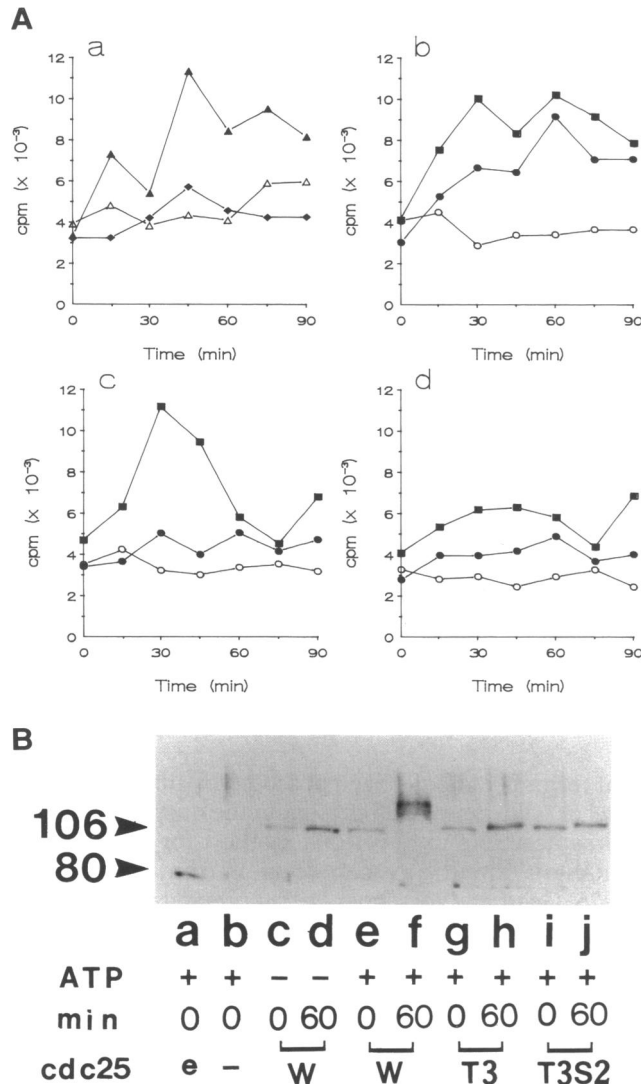 A
a
12
10
8
6
4
2
0
cpm (x 10⁻³)
0 30 60 90
Time (min)
b
12
10
8
6
4
2
0
cpm (x 10⁻³)
0 30 60 90
Time (min)
c
12
10
8
6
4
2
0
cpm (x 10⁻³)
0 30 60 90
Time (min)
d
12
10
8
6
4
2
0
cpm (x 10⁻³)
0 30 60 90
Time (min)
B
106
80
a b c d e f g h i j
ATP + + - - + + + + + +
min 0 0 0 60 0 60 0 60 0 60
cdc25 e - W W T3 T3S2